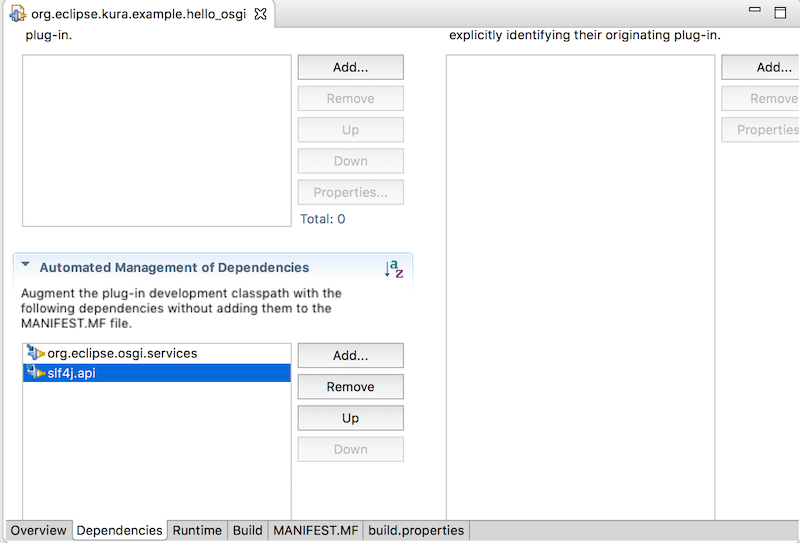 org.eclipse.kura.example.hello_osgi
plug-in.
explicitly identifying their originating plug-in.
Add...
Remove
Up
Down
Properties...
Total: 0
Add...
Remove
Properties
Automated Management of Dependencies
a
z
Augment the plug-in development classpath with the
following dependencies without adding them to the
MANIFEST.MF file.
org.eclipse.osgi.services
slf4j.api
Add...
Remove
Up
Down
Overview
Dependencies
Runtime
Build
MANIFEST.MF
build.properties